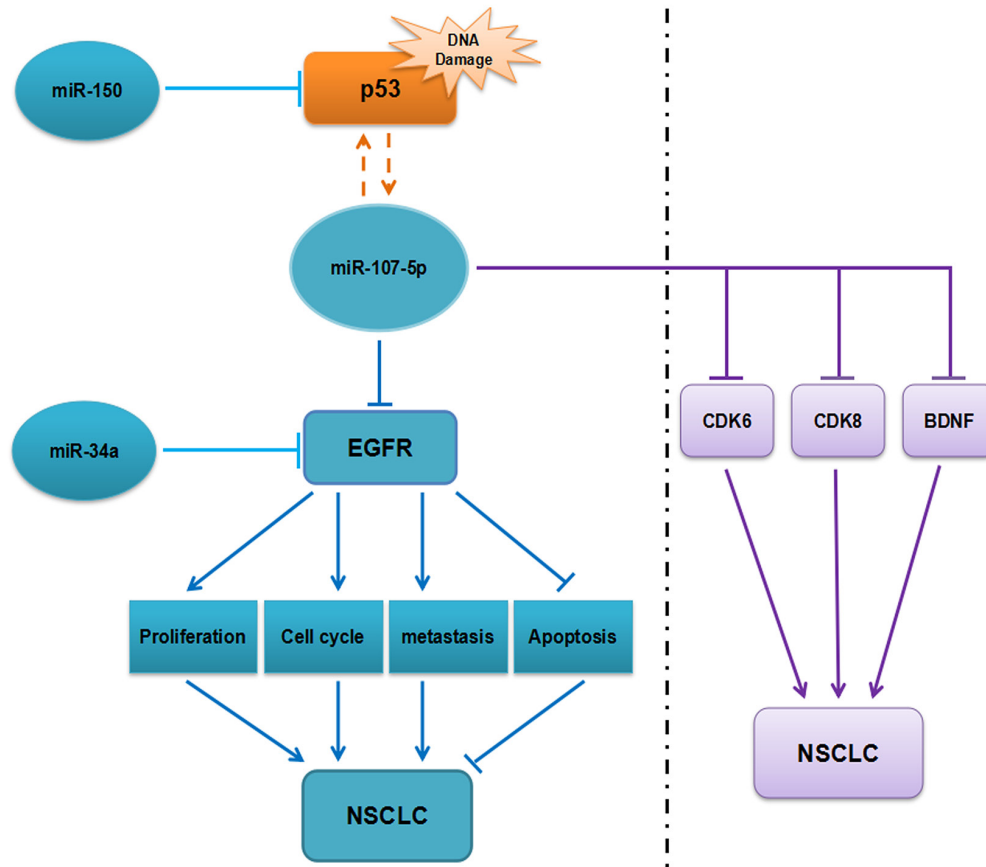 DNA
Damage
miR-150
p53
miR-107-5p
CDK6
CDK8
BDNF
miR-34a
EGFR
Proliferation
Cell cycle
metastasis
Apoptosis
NSCLC
NSCLC